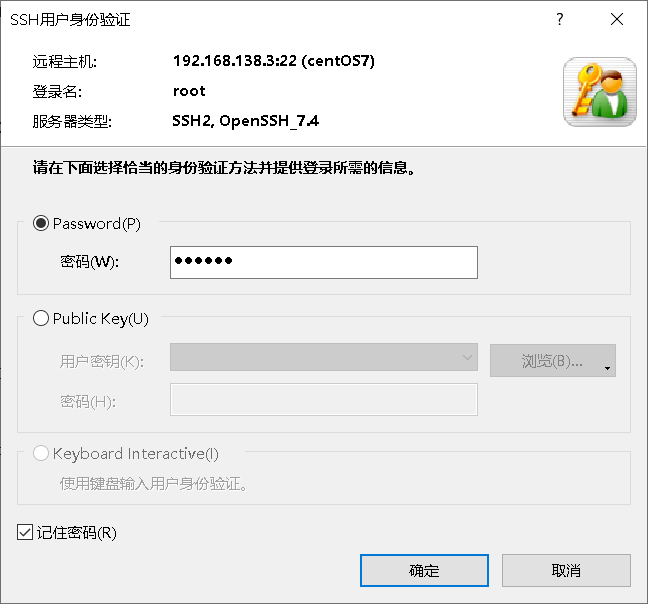 SSH用户身份验证
远程主机: 192.168.138.3:22 (centOS7)
登录名: root
服务器类型: SSH2, OpenSSH_7.4
请在下面选择恰当的身份验证方法并提供登录所需的信息。
Password(P)
密码(W): ●●●●●●
Public Key(U)
用户密钥(K): 浏览(B)...
密码(H):
Keyboard Interactive(I)
使用键盘输入用户身份验证。
记住密码(R)
确定 取消